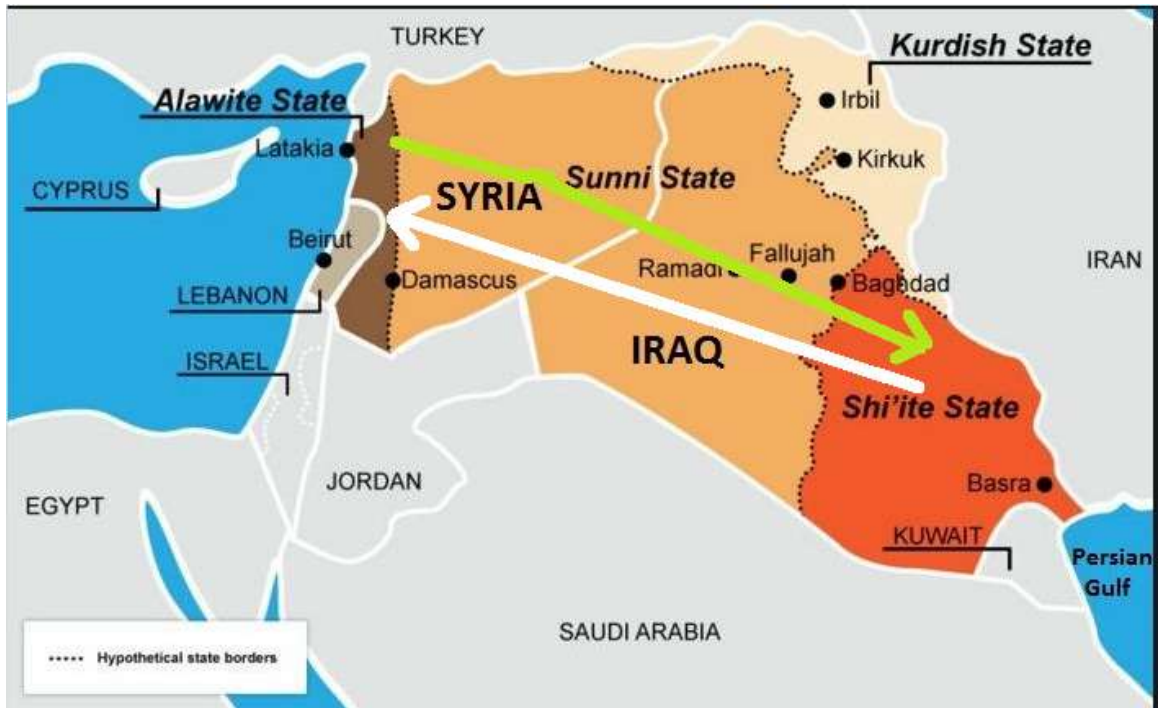 TURKEY
Kurdish State
Alawite State
Irbil
Latakia
Kirkuk
CYPRUS
Sunni State
SYRIA
Beirut
Fallujah
Ramadi
IRAN
Damascus
Baghdad
LEBANON
IRAQ
ISRAEL
Shi'ite State
JORDAN
Basra
EGYPT
KUWAIT
Persian
Gulf
SAUDI ARABIA
Hypothetical state borders